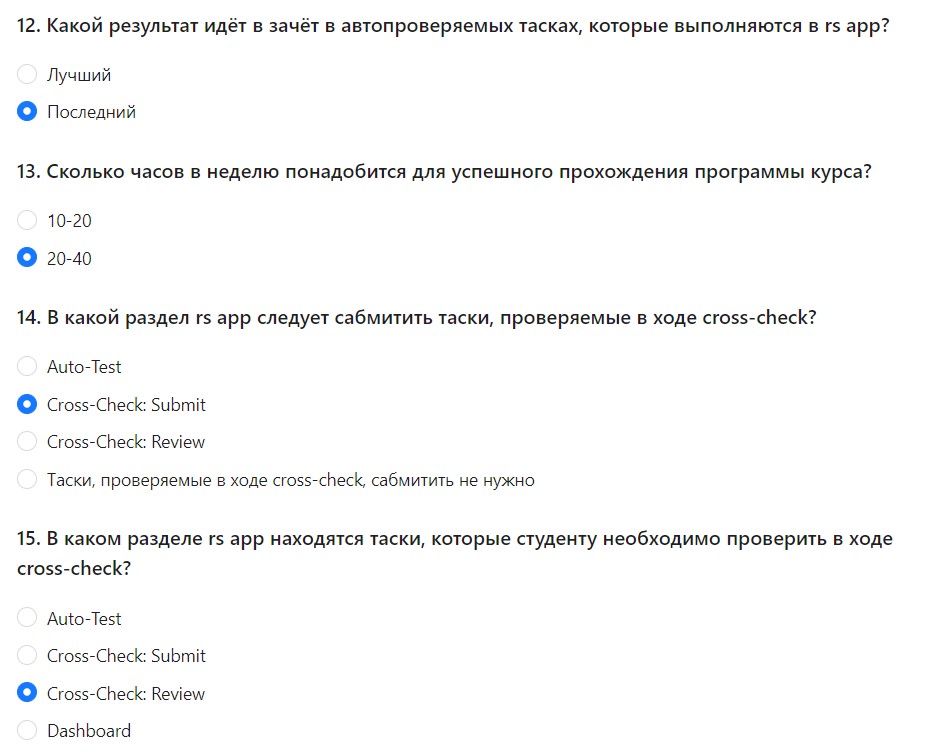 12. Какой результат идёт в зачёт в автопроверяемых тасках, которые выполняются в rs app?
Лучший
Последний
13. Сколько часов в неделю понадобится для успешного прохождения программы курса?
10-20
20-40
14. В какой раздел rs app следует сабмитить таски, проверяемые в ходе cross-check?
Auto-Test
Cross-Check: Submit
Cross-Check: Review
Таски, проверяемые в ходе cross-check, сабмитить не нужно
15. В каком разделе rs app находятся таски, которые студенту необходимо проверить в ходе
cross-check?
Auto-Test
Cross-Check: Submit
Cross-Check: Review
Dashboard